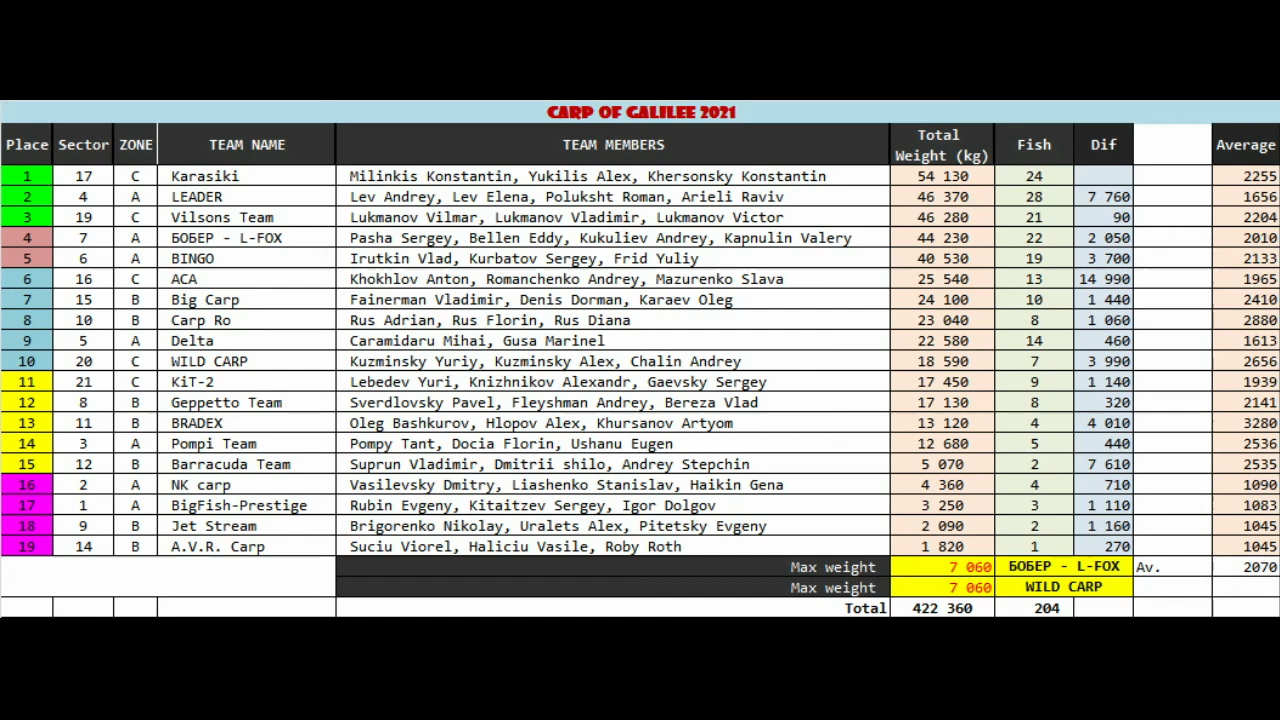 CARP OF GALILEE 2021
Place Sector ZONE TEAM NAME TEAM MEMBERS Total Weight (kg) Fish Dif Average
1 17 C Karasiki Milinkis Konstantin, Yukilis Alex, Khersonsky Konstantin 54 130 24 2255
2 4 A LEADER Lev Andrey, Lev Elena, Poluksht Roman, Arieli Raviv 46 370 28 7 760 1656
3 19 C Vilsons Team Lukmanov Vilmar, Lukmanov Vladimir, Lukmanov Victor 46 280 21 90 2204
4 7 A БОБЕР - L-FOX Pasha Sergey, Bellen Eddy, Kukuliev Andrey, Kapnulin Valery 44 230 22 2 050 2010
5 6 A BINGO Irutkin Vlad, Kurbatov Sergey, Frid Yuliy 40 530 19 3 700 2133
6 16 C ACA Khokhlov Anton, Romanchenko Andrey, Mazurenko Slava 25 540 13 14 990 1965
7 15 B Big Carp Fainerman Vladimir, Denis Dorman, Karaev Oleg 24 100 10 1 440 2410
8 10 B Carp Ro Rus Adrian, Rus Florin, Rus Diana 23 040 8 1 060 2880
9 5 A Delta Caramidaru Mihai, Gusa Marinel 22 580 14 460 1613
10 20 C WILD CARP Kuzminsky Yuriy, Kuzminsky Alex, Chalin Andrey 18 590 7 3 990 2656
11 21 C KiT-2 Lebedev Yuri, Knizhnikov Alexandr, Gaevsky Sergey 17 450 9 1 140 1939
12 8 B Geppetto Team Sverdlovsky Pavel, Fleyshman Andrey, Bereza Vlad 17 130 8 320 2141
13 11 B BRADEX Oleg Bashkurov, Hlopov Alex, Khursanov Artyom 13 120 4 4 010 3280
14 3 A Pompi Team Pompy Tant, Docia Florin, Ushanu Eugen 12 680 5 440 2536
15 12 B Barracuda Team Suprun Vladimir, Dmitrii shilo, Andrey Stepchin 5 070 2 7 610 2535
16 2 A NK carp Vasilevsky Dmitry, Liashenko Stanislav, Haikin Gena 4 360 4 710 1090
17 1 A BigFish-Prestige Rubin Evgeny, Kitaitzev Sergey, Igor Dolgov 3 250 3 1 110 1083
18 9 B Jet Stream Brigorenko Nikolay, Uralets Alex, Pitetsky Evgeny 2 090 2 1 160 1045
19 14 B A.V.R. Carp Suciu Viorel, Haliciu Vasile, Roby Roth 1 820 1 270 1045
Max weight 7 060 БОБЕР - L-FOX Av. 2070
Max weight 7 060 WILD CARP
Total 422 360 204